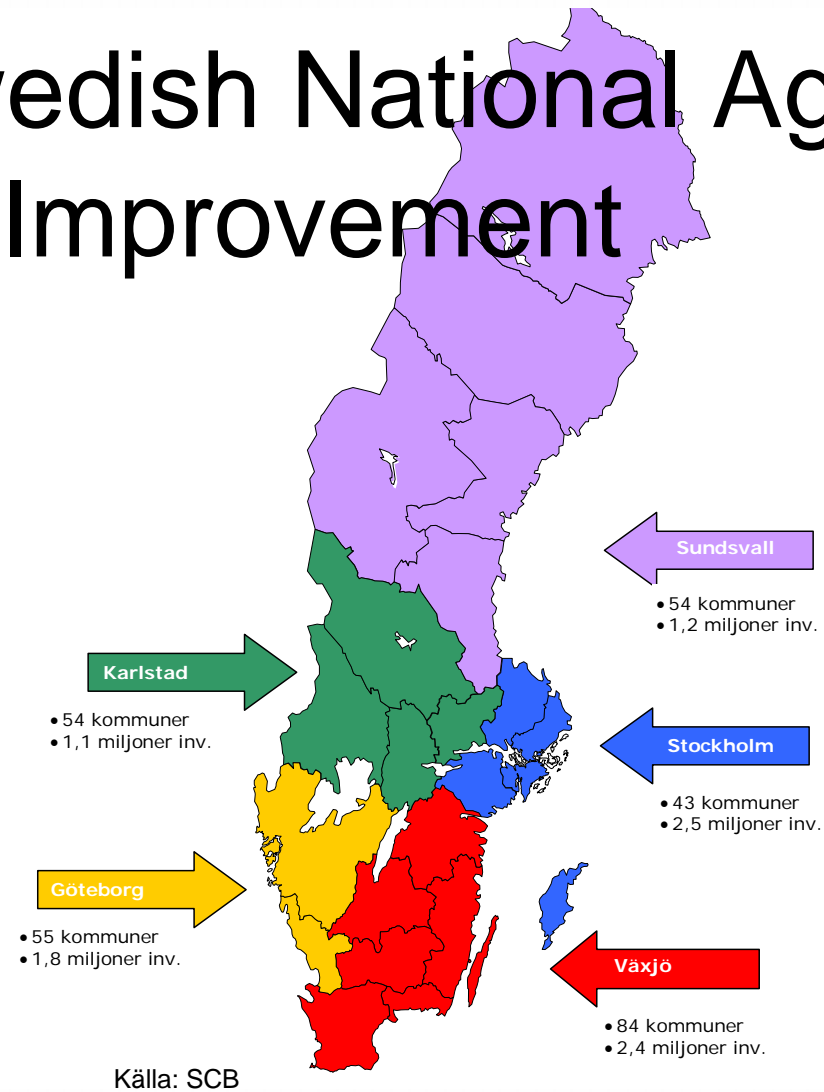 wedish National Ag
Improvement
Sundsvall
• 54 kommuner
• 1,2 miljoner inv.
Karlstad
• 54 kommuner
• 1,1 miljoner inv.
Stockholm
• 43 kommuner
• 2,5 miljoner inv.
Göteborg
• 55 kommuner
• 1,8 miljoner inv.
Växjö
• 84 kommuner
• 2,4 miljoner inv.
Källa: SCB